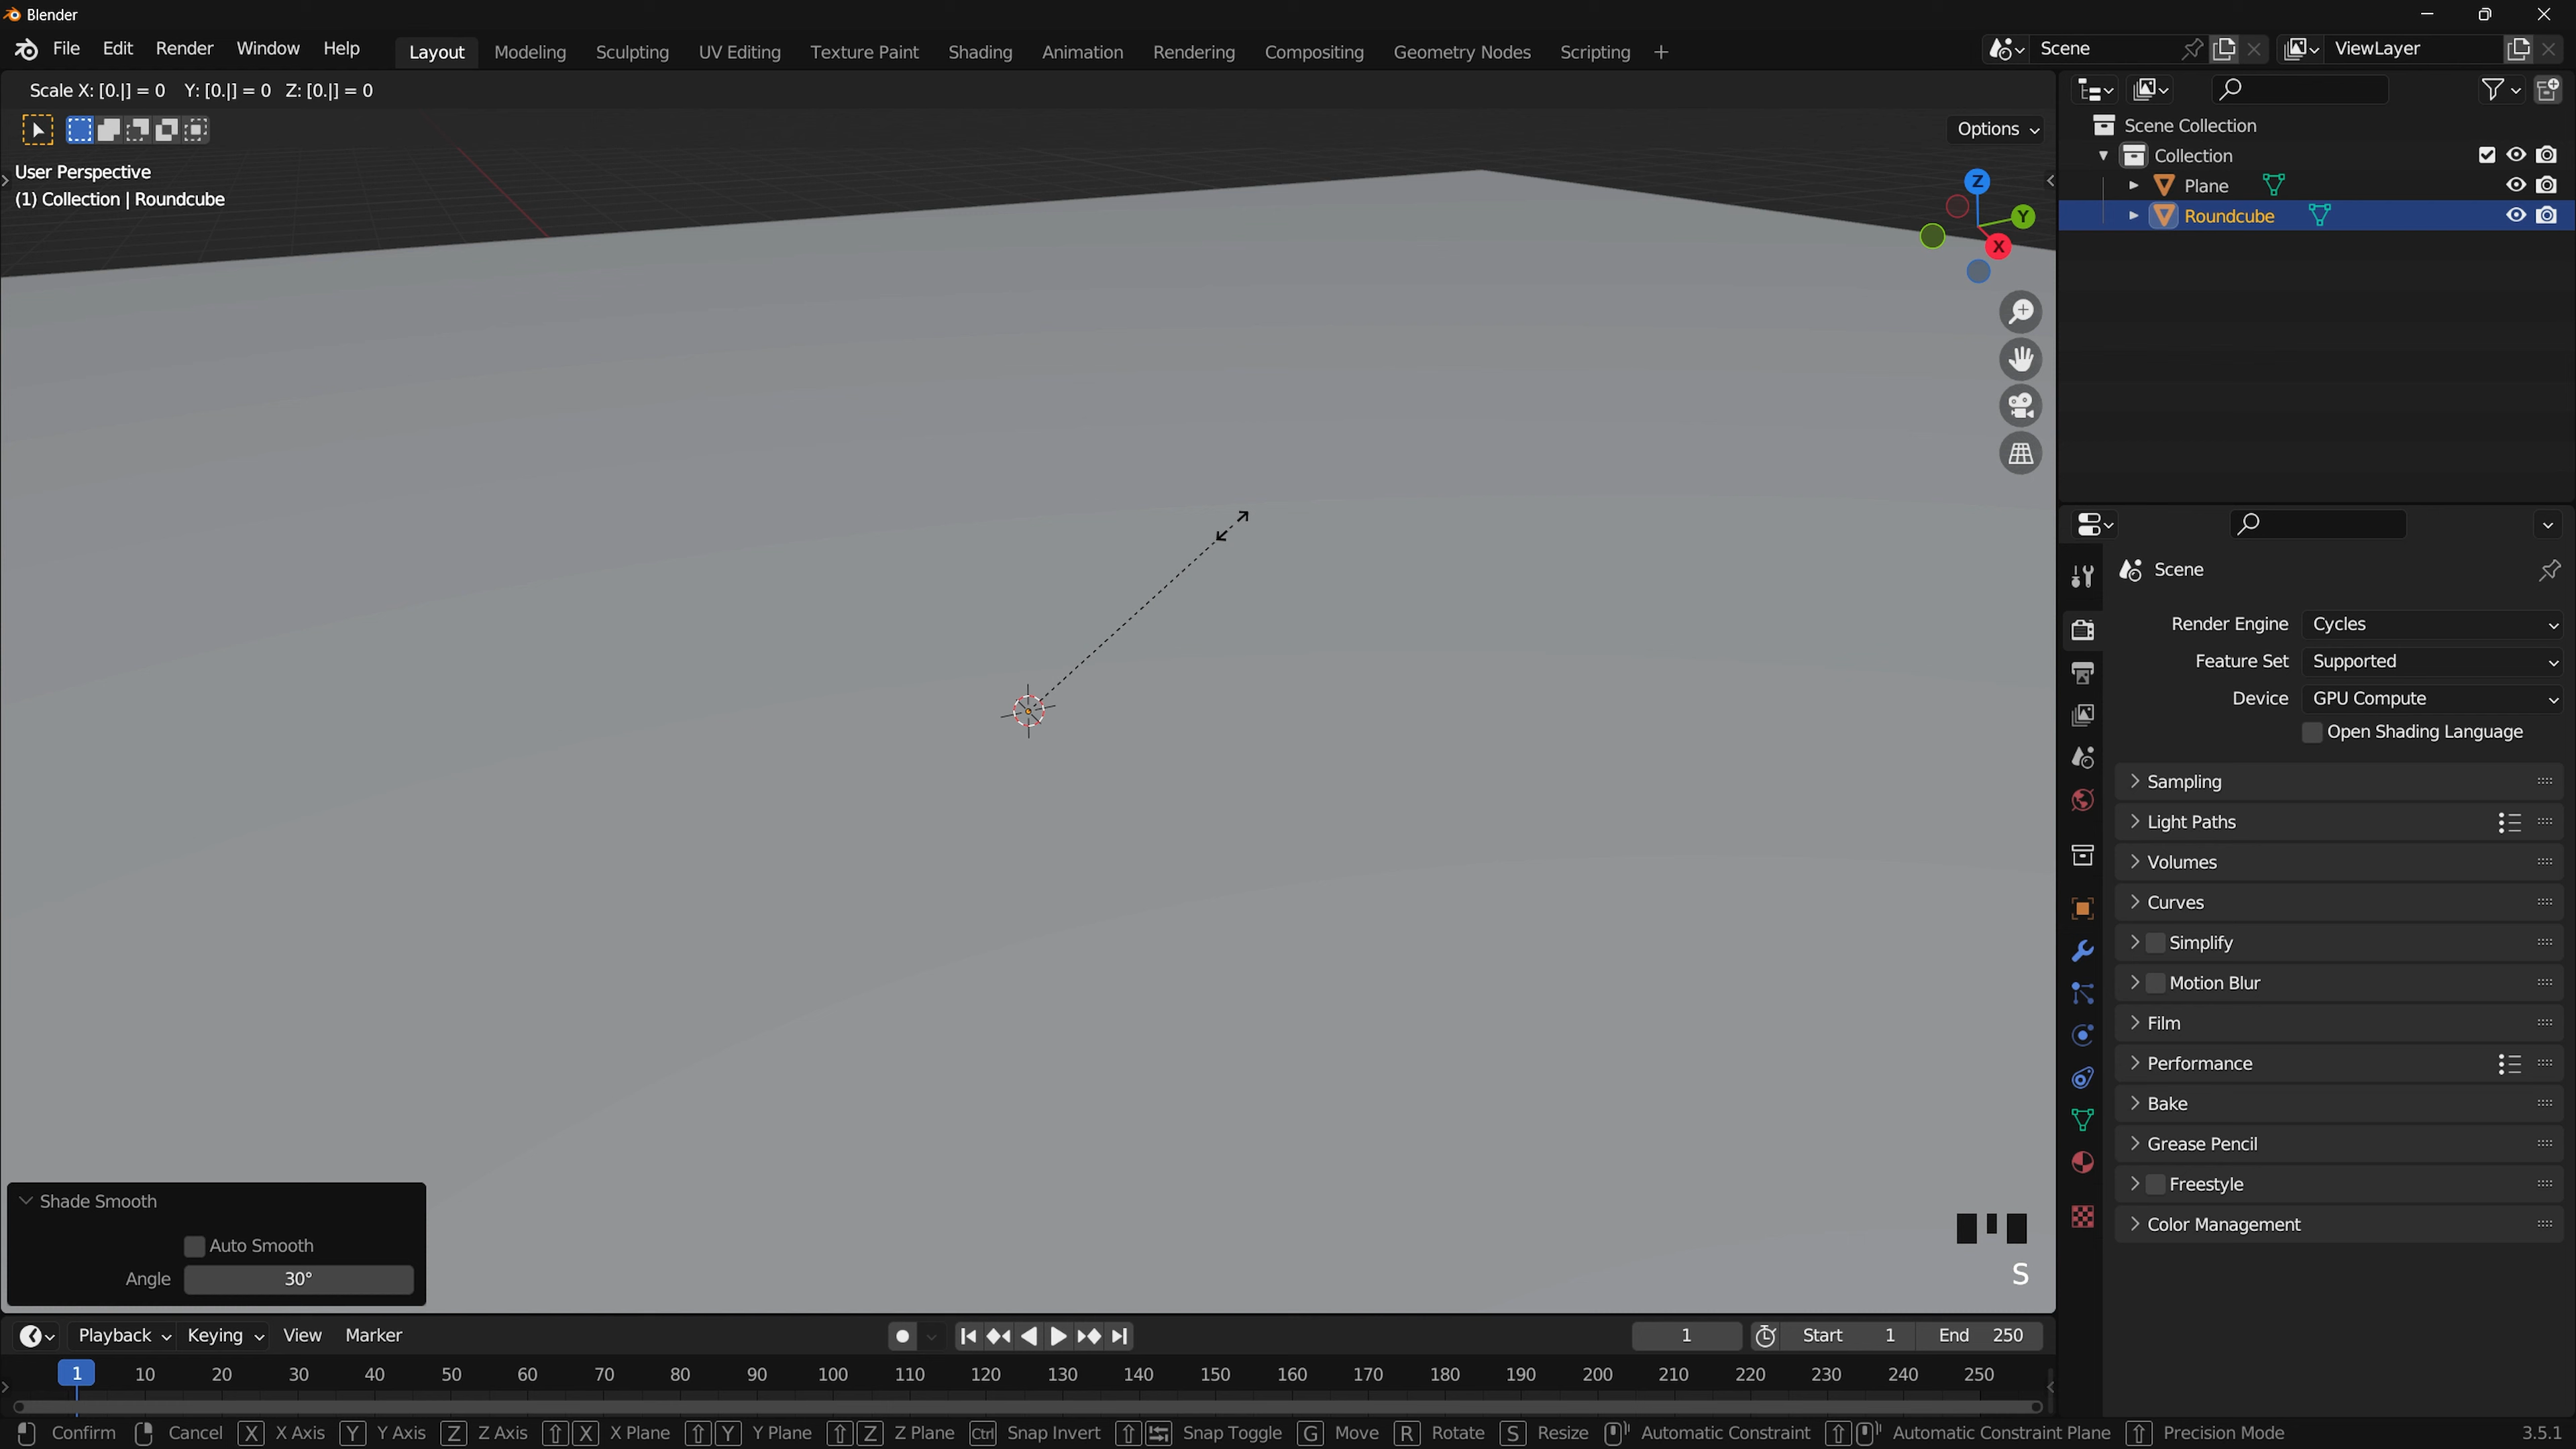 Blender
File Edit Render Window Help Layout Modeling Sculpting UV Editing Texture Paint Shading Animation Rendering Compositing Geometry Nodes Scripting + Scene ViewLayer
Scale X: [0.|] = 0 Y: [0.|] = 0 Z: [0.|] = 0
Options
User Perspective
(1) Collection | Roundcube
Z
Y
X
Scene Collection
Collection
Plane
Roundcube
Scene
Render Engine Cycles
Feature Set Supported
Device GPU Compute
Open Shading Language
Sampling
Light Paths
Volumes
Curves
Simplify
Motion Blur
Film
Performance
Bake
Grease Pencil
Freestyle
Color Management
Shade Smooth
Auto Smooth
Angle 30°
S
Playback Keying View Marker 1 Start 1 End 250
1 10 20 30 40 50 60 70 80 90 100 110 120 130 140 150 160 170 180 190 200 210 220 230 240 250
Confirm Cancel X X Axis Y Y Axis Z Z Axis X X Plane Y Y Plane Z Z Plane Ctrl Snap Invert Snap Toggle G Move R Rotate S Resize Automatic Constraint Automatic Constraint Plane Precision Mode 3.5.1